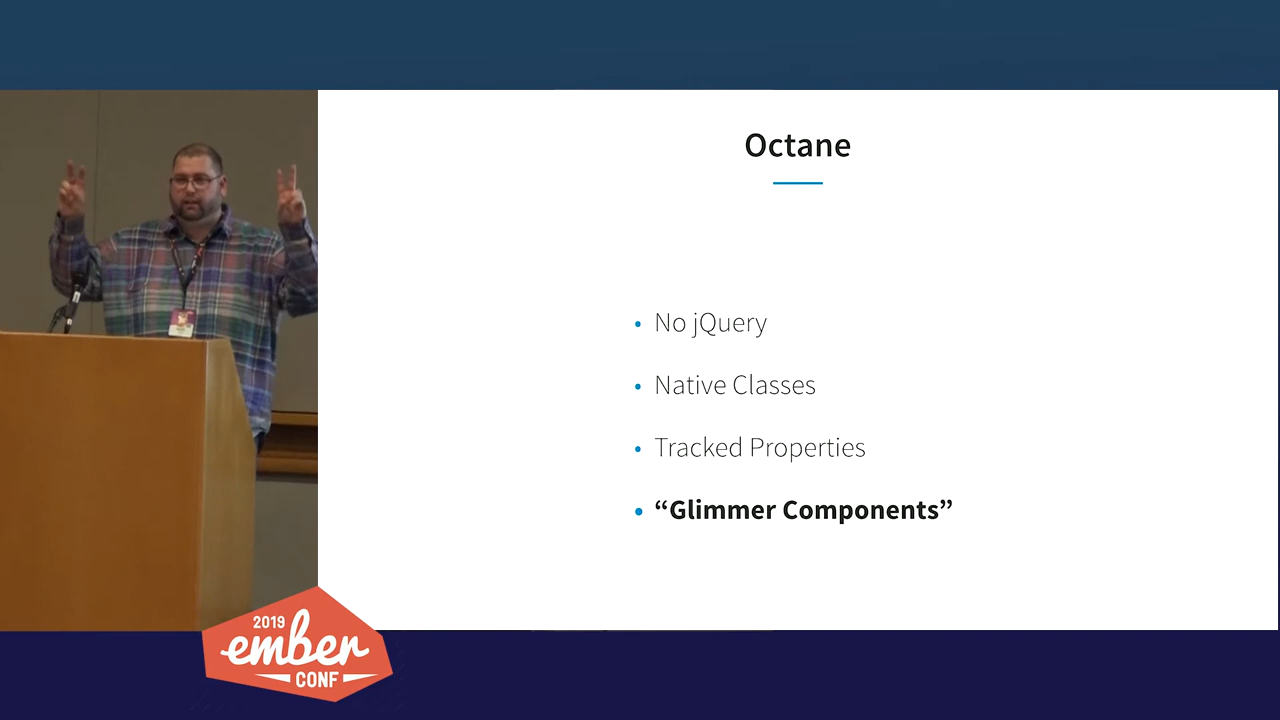 Octane
• No jQuery
• Native Classes
• Tracked Properties
• “Glimmer Components”
2019
ember
CONF